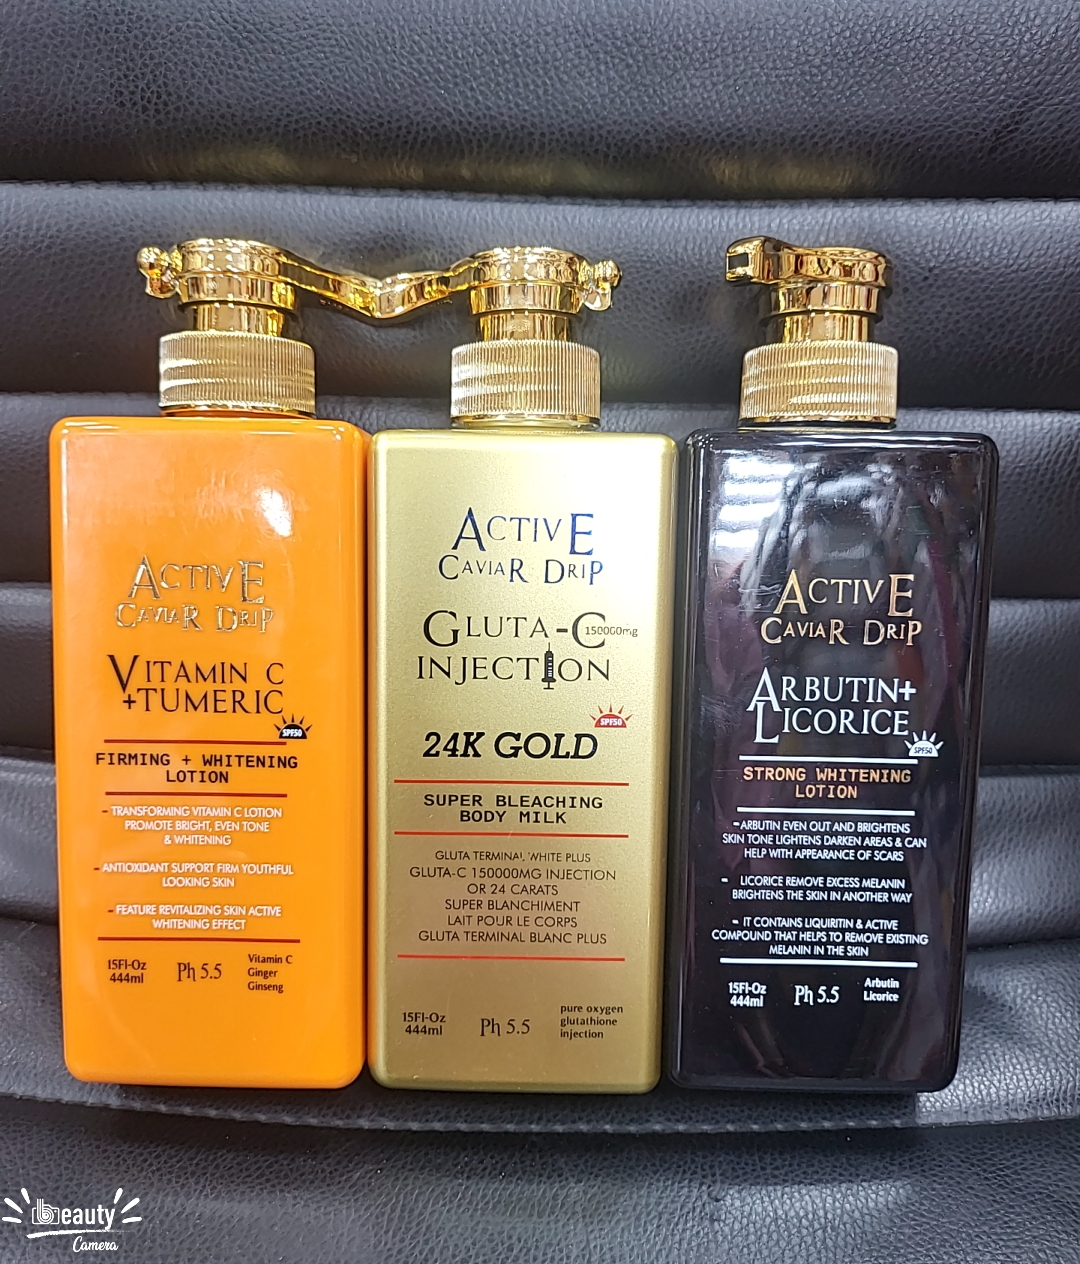 ACTIVE
CAVIAR DRIP
VITAMIN C
+TUMERIC
SPF50
FIRMING + WHITENING
LOTION
- TRANSFORMING VITAMIN C LOTION
PROMOTE BRIGHT, EVEN TONE
& WHITENING
- ANTIOXIDANT SUPPORT FIRM YOUTHFUL
LOOKING SKIN
- FEATURE REVITALIZING SKIN ACTIVE
WHITENING EFFECT
15Fl-Oz
444ml
Ph 5.5
Vitamin C
Ginger
Ginseng
ACTIVE
CAVIAR DRIP
GLUTA-C 150000mg
INJECTION
SPF50
24K GOLD
SUPER BLEACHING
BODY MILK
GLUTA TERMINAL WHITE PLUS
GLUTA-C 150000MG INJECTION
OR 24 CARATS
SUPER BLANCHIMENT
LAIT POUR LE CORPS
GLUTA TERMINAL BLANC PLUS
15Fl-Oz
444ml
Ph 5.5
pure oxygen
glutathione
injection
ACTIVE
CAVIAR DRIP
ARBUTIN+
LICORICE
SPF50
STRONG WHITENING
LOTION
- ARBUTIN EVEN OUT AND BRIGHTENS
SKIN TONE LIGHTENS DARKEN AREAS & CAN
HELP WITH APPEARANCE OF SCARS
- LICORICE REMOVE EXCESS MELANIN
BRIGHTENS THE SKIN IN ANOTHER WAY
- IT CONTAINS LIQUIRITIN & ACTIVE
COMPOUND THAT HELPS TO REMOVE EXISTING
MELANIN IN THE SKIN
15Fl-Oz
444ml
Ph 5.5
Arbutin
Licorice
beauty
Camera